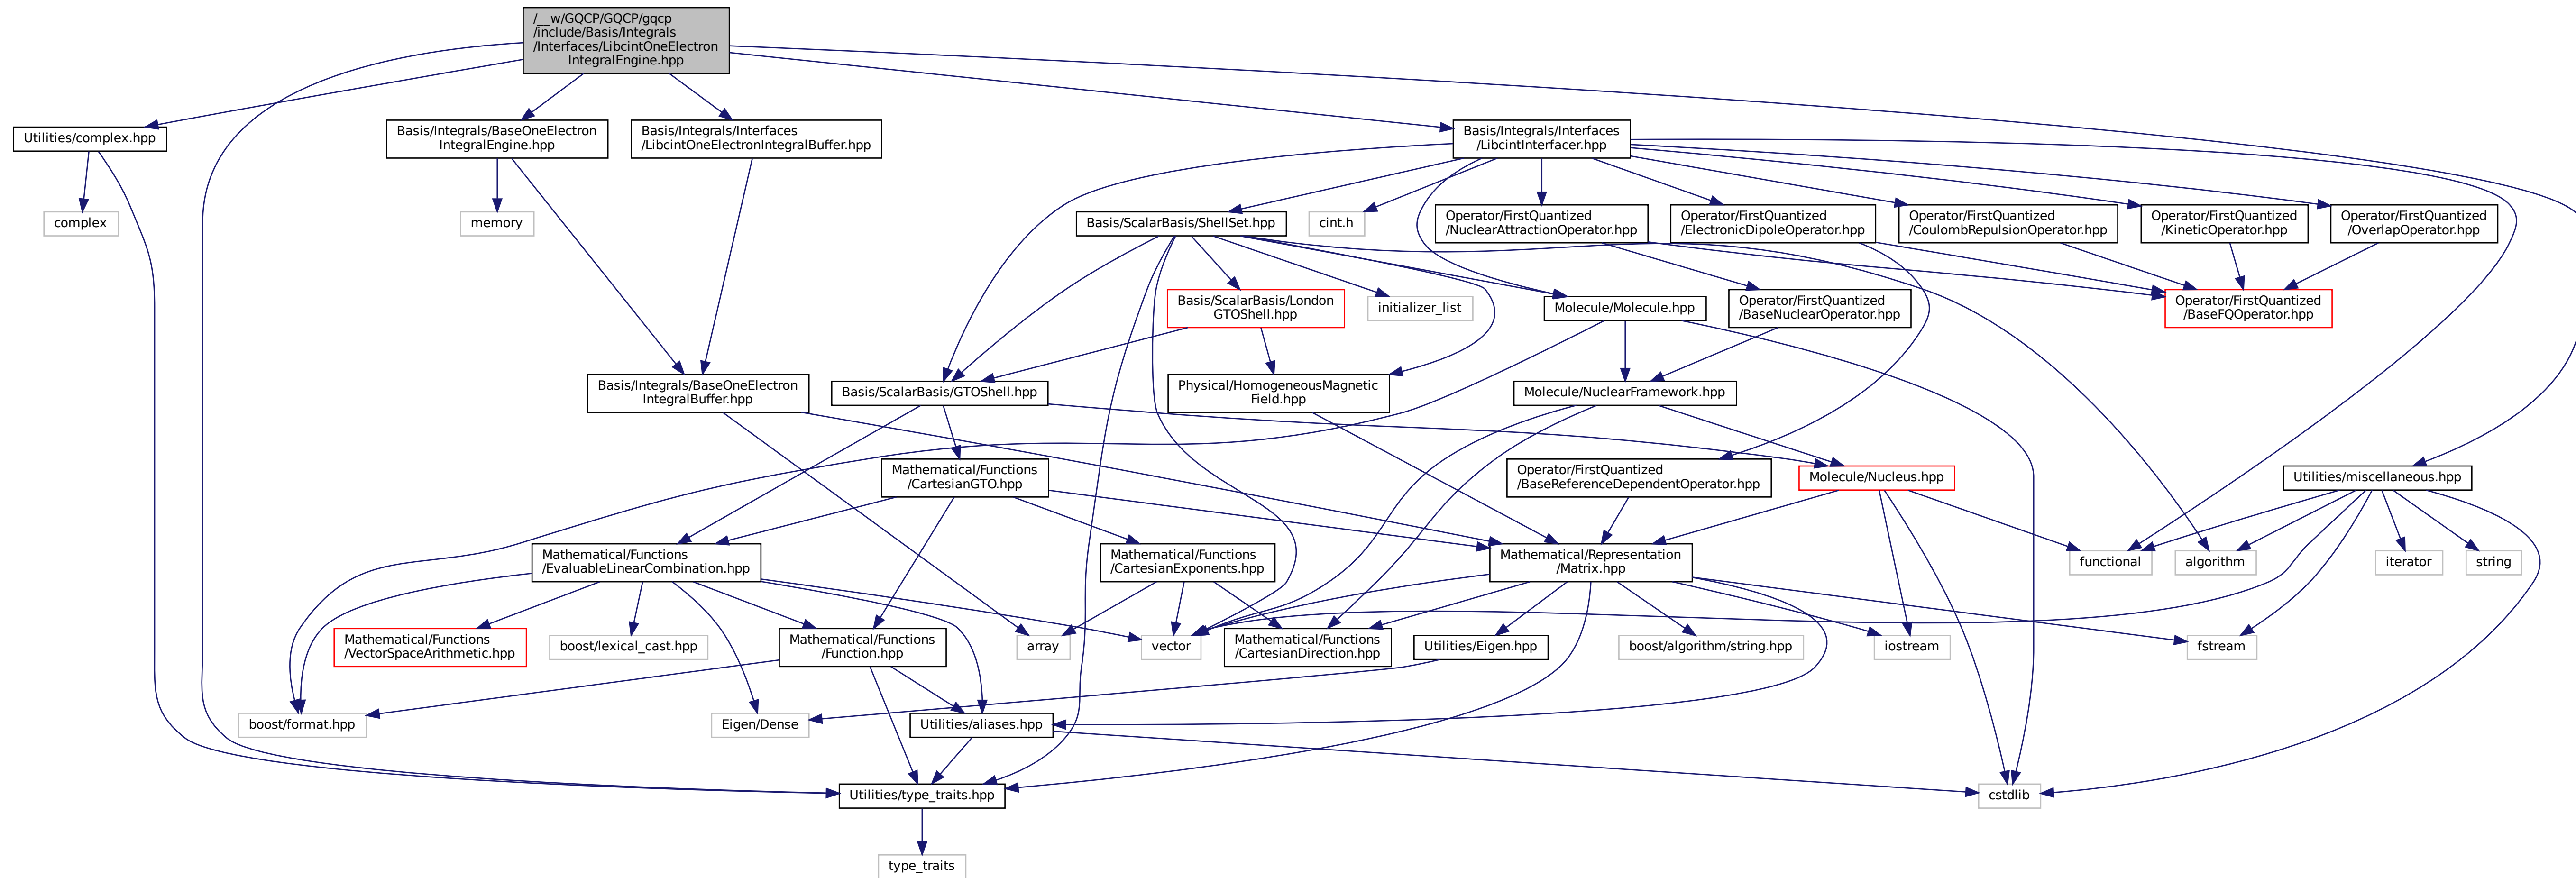 /__w/GQCP/GQCP/gqcp
/include/Basis/Integrals
/Interfaces/LibcintOneElectron
IntegralEngine.hpp
Utilities/complex.hpp
Basis/Integrals/BaseOneElectron
IntegralEngine.hpp
Basis/Integrals/Interfaces
/LibcintOneElectronIntegralBuffer.hpp
Basis/Integrals/Interfaces
/LibcintInterfacer.hpp
complex
memory
Basis/ScalarBasis/ShellSet.hpp
cint.h
Operator/FirstQuantized
/NuclearAttractionOperator.hpp
Operator/FirstQuantized
/ElectronicDipoleOperator.hpp
Operator/FirstQuantized
/CoulombRepulsionOperator.hpp
Operator/FirstQuantized
/KineticOperator.hpp
Operator/FirstQuantized
/OverlapOperator.hpp
Basis/ScalarBasis/London
GTOShell.hpp
initializer_list
Molecule/Molecule.hpp
Operator/FirstQuantized
/BaseNuclearOperator.hpp
Operator/FirstQuantized
/BaseFQOperator.hpp
Basis/Integrals/BaseOneElectron
IntegralBuffer.hpp
Basis/ScalarBasis/GTOShell.hpp
Physical/HomogeneousMagnetic
Field.hpp
Molecule/NuclearFramework.hpp
Mathematical/Functions
/CartesianGTO.hpp
Operator/FirstQuantized
/BaseReferenceDependentOperator.hpp
Molecule/Nucleus.hpp
Utilities/miscellaneous.hpp
Mathematical/Functions
/EvaluableLinearCombination.hpp
Mathematical/Functions
/CartesianExponents.hpp
Mathematical/Representation
/Matrix.hpp
functional
algorithm
iterator
string
Mathematical/Functions
/VectorSpaceArithmetic.hpp
boost/lexical_cast.hpp
Mathematical/Functions
/Function.hpp
array
vector
Mathematical/Functions
/CartesianDirection.hpp
Utilities/Eigen.hpp
boost/algorithm/string.hpp
iostream
fstream
boost/format.hpp
Eigen/Dense
Utilities/aliases.hpp
Utilities/type_traits.hpp
cstdlib
type_traits